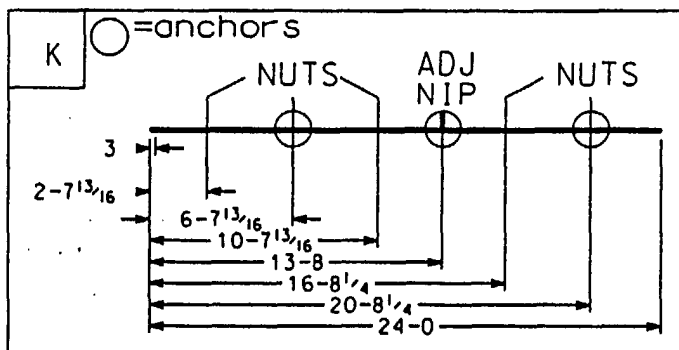 K
=anchors
NUTS
ADJ
NIP
NUTS
3
2-7 13/16
6-7 13/16
10-7 13/16
13-8
16-8 1/4
20-8 1/4
24-0